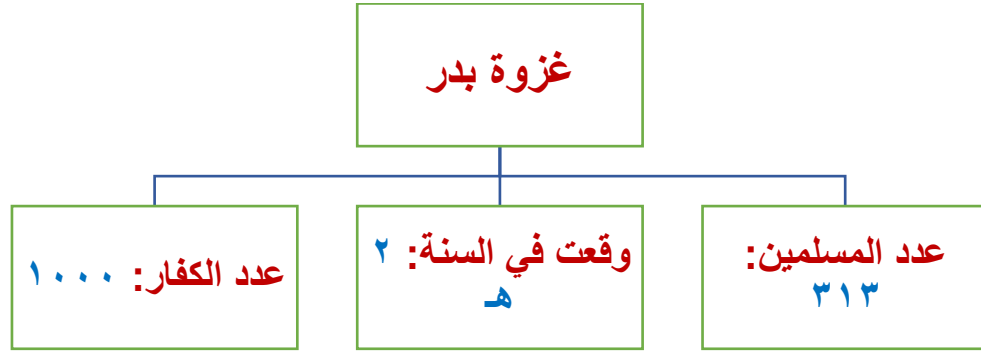 غزوة بدر
عدد المسلمين:
٣١٣
وقعت في السنة: ٢
هـ
عدد الكفار: ١٠٠٠